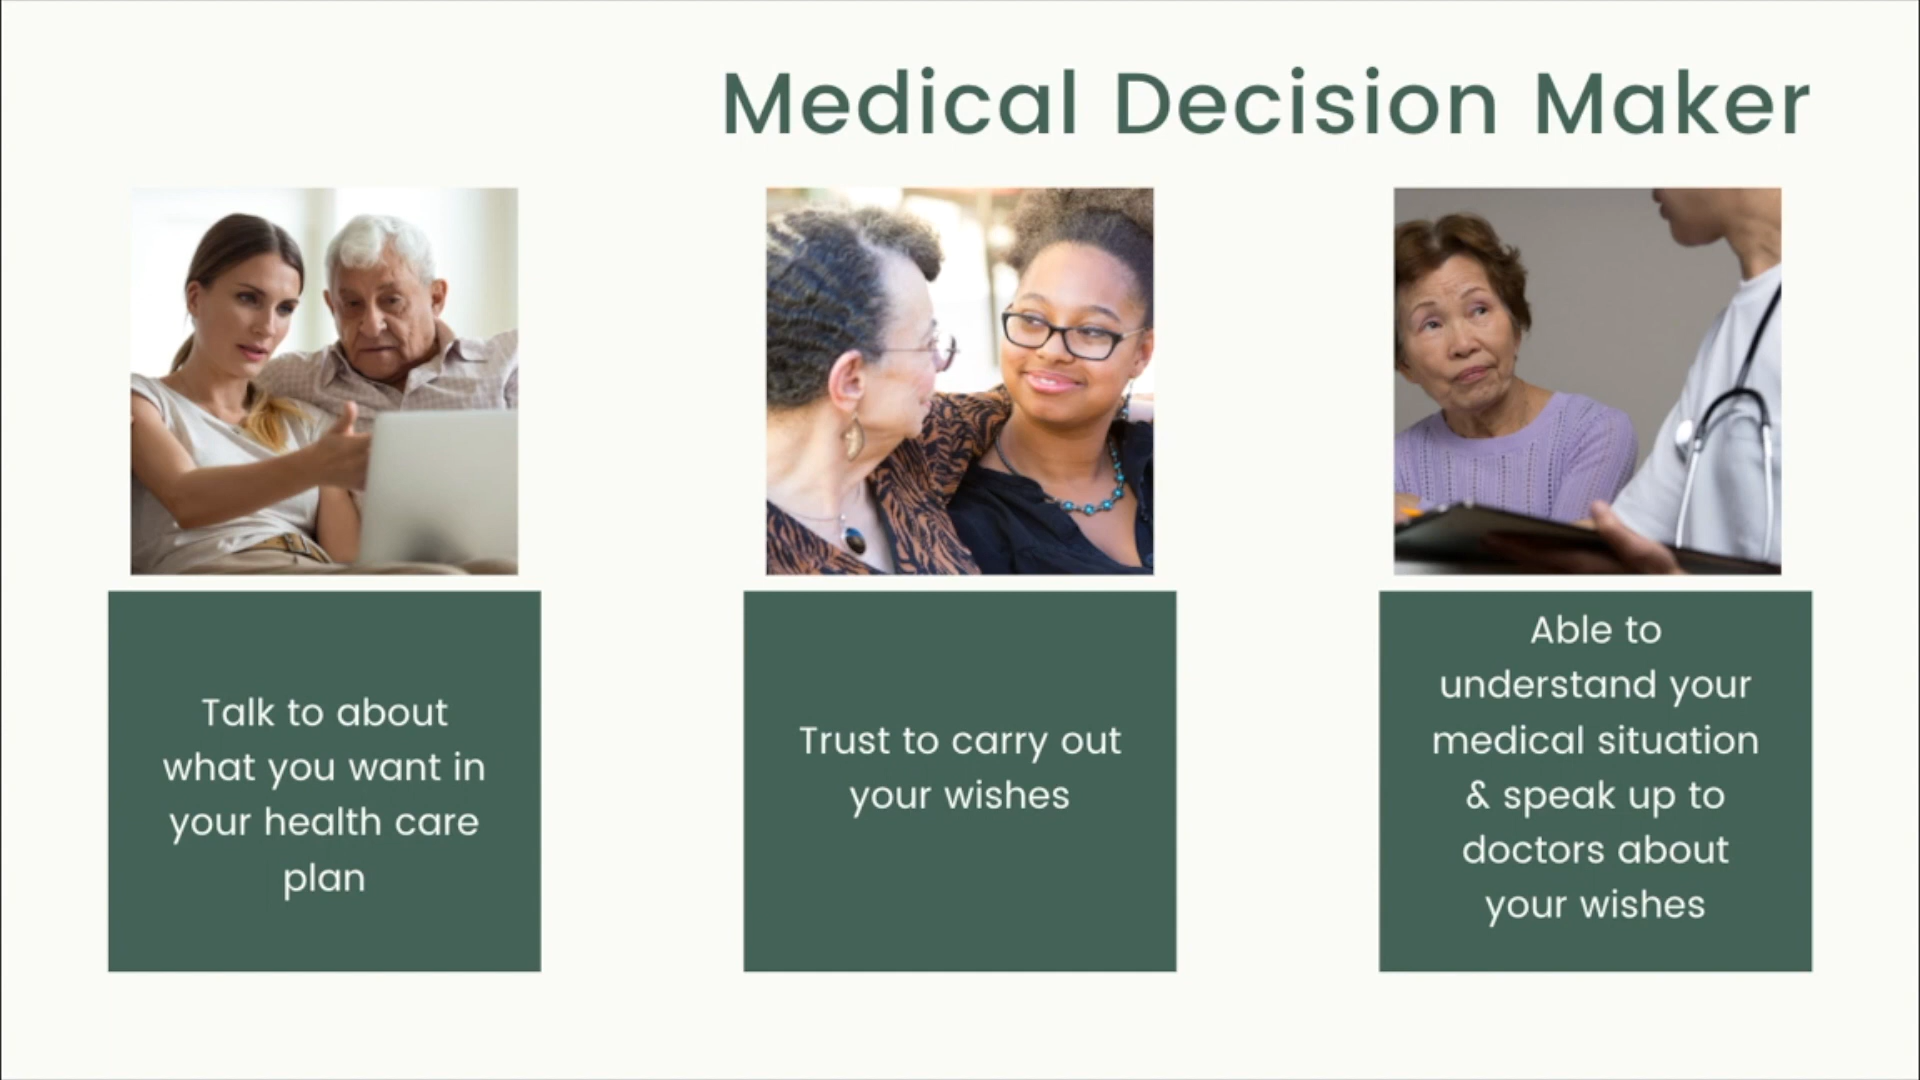 Medical Decision Maker
Talk to about
what you want in
your health care
plan
Trust to carry out
your wishes
Able to
understand your
medical situation
& speak up to
doctors about
your wishes